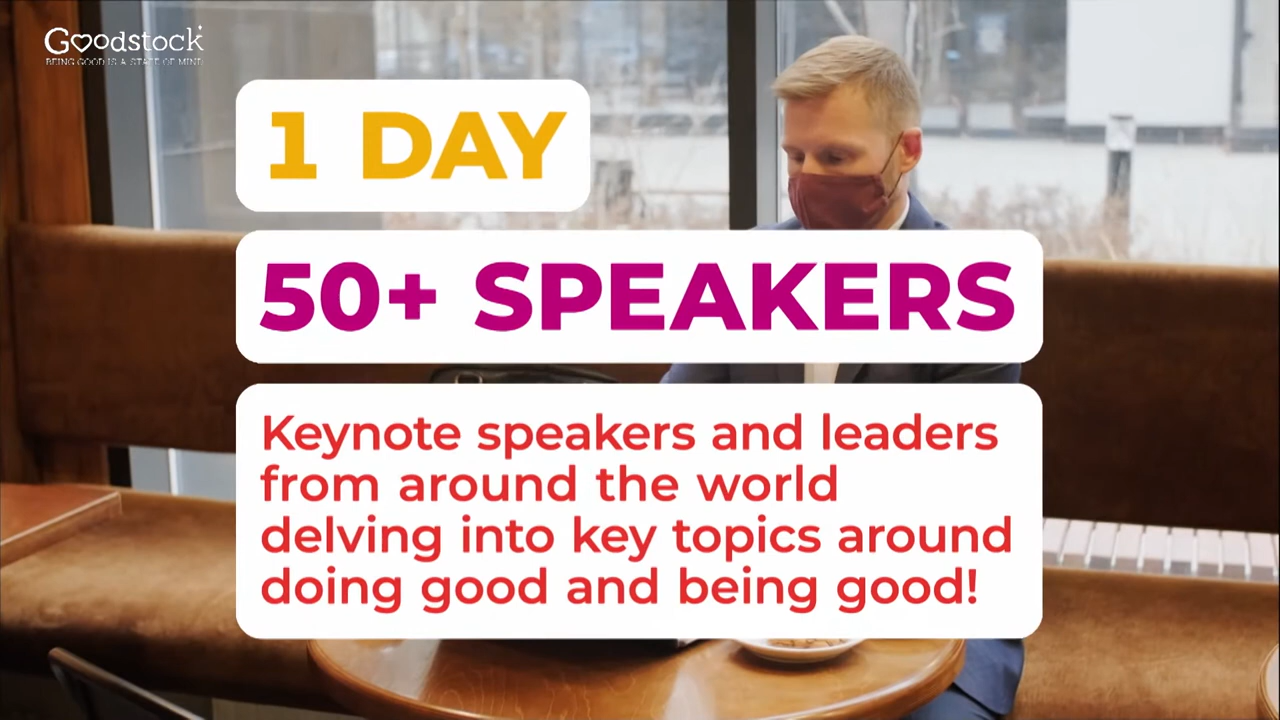 Goodstock
BEING GOOD IS A STATE OF MIND
1 DAY
50+ SPEAKERS
Keynote speakers and leaders
from around the world
delving into key topics around
doing good and being good!